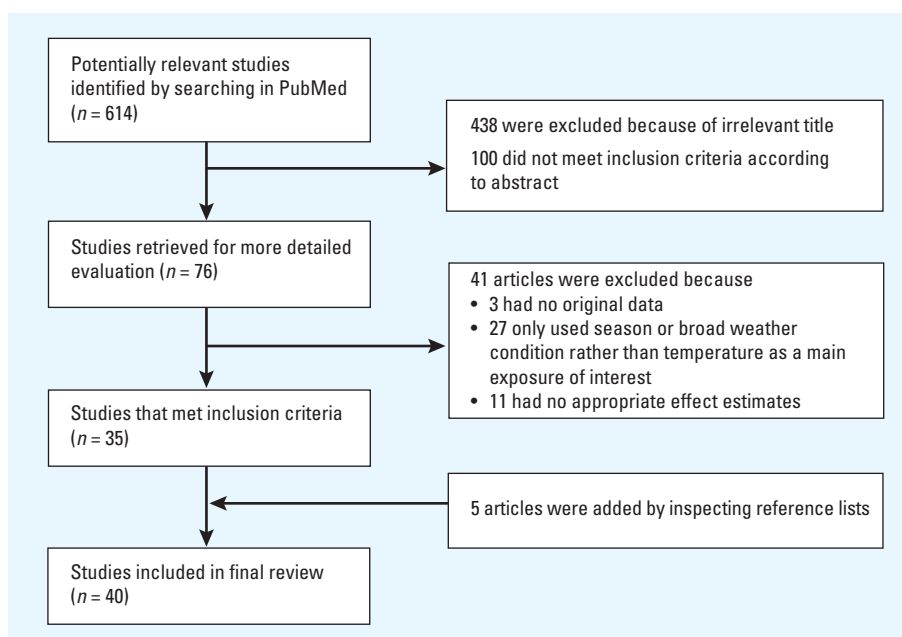 Potentially relevant studies
identified by searching in PubMed
(n = 614)
438 were excluded because of irrelevant title
100 did not meet inclusion criteria according
to abstract
Studies retrieved for more detailed
evaluation (n = 76)
41 articles were excluded because
• 3 had no original data
• 27 only used season or broad weather
condition rather than temperature as a main
exposure of interest
• 11 had no appropriate effect estimates
Studies that met inclusion criteria
(n = 35)
5 articles were added by inspecting reference lists
Studies included in final review
(n = 40)